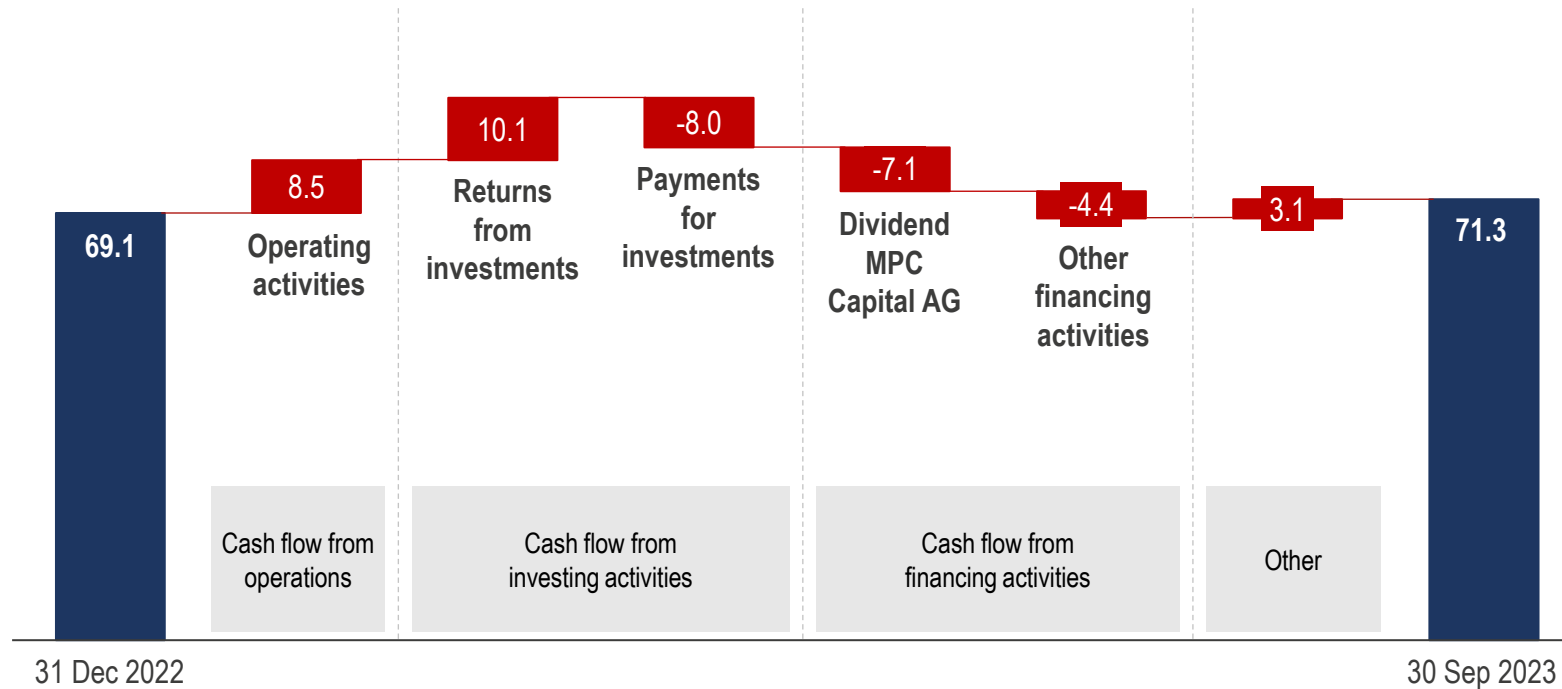 69.1
8.5
Operating
activities
10.1
Returns
from
investments
-8.0
Payments
for
investments
-7.1
Dividend
MPC
Capital AG
-4.4
Other
financing
activities
3.1
71.3
Cash flow from
operations
Cash flow from
investing activities
Cash flow from
financing activities
Other
31 Dec 2022
30 Sep 2023